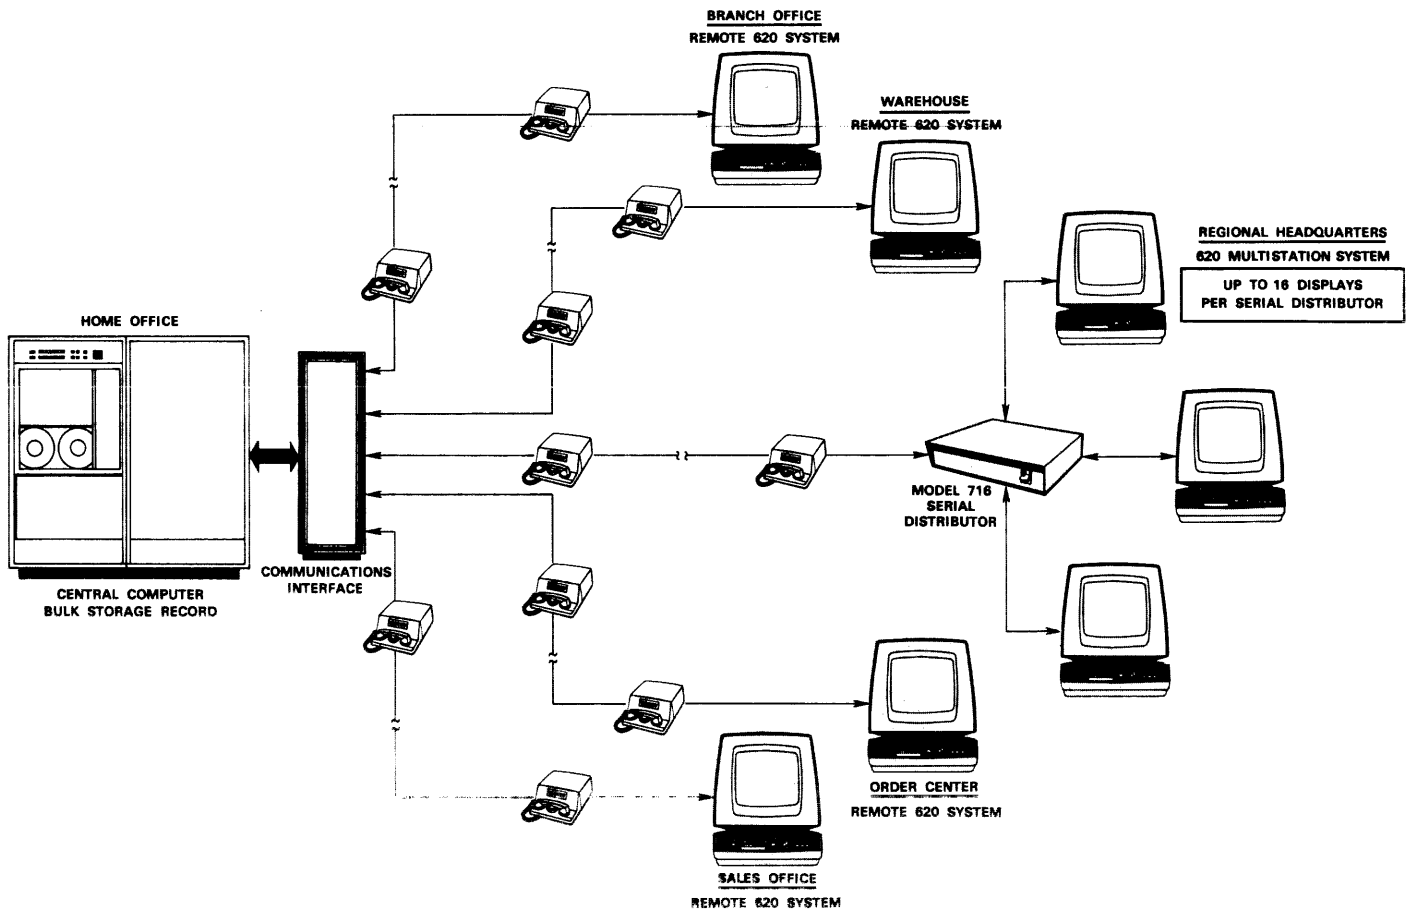 BRANCH OFFICE
REMOTE 620 SYSTEM
WAREHOUSE
REMOTE 620 SYSTEM
REGIONAL HEADQUARTERS
620 MULTISTATION SYSTEM
UP TO 16 DISPLAYS
PER SERIAL DISTRIBUTOR
HOME OFFICE
MODEL 716
SERIAL
DISTRIBUTOR
COMMUNICATIONS
INTERFACE
CENTRAL COMPUTER
BULK STORAGE RECORD
ORDER CENTER
REMOTE 620 SYSTEM
SALES OFFICE
REMOTE 620 SYSTEM